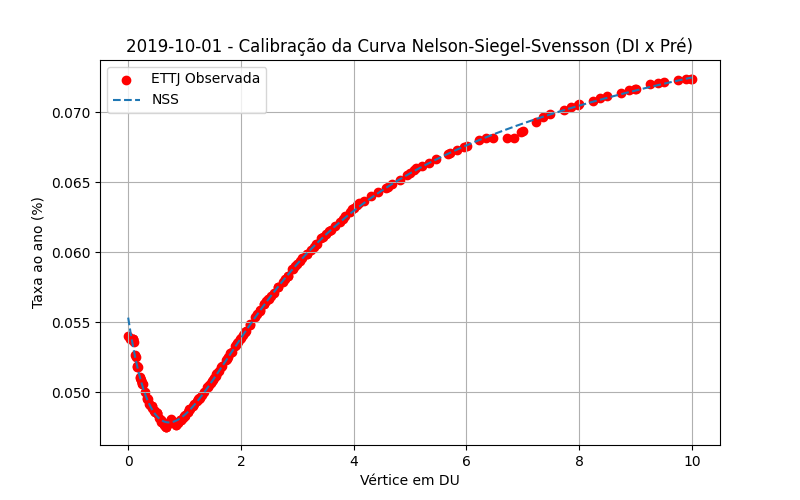 2019-10-01 - Calibração da Curva Nelson-Siegel-Svensson (DI x Pré)
ETTJ Observada
NSS
Taxa ao ano (%)
0.070
0.065
0.060
0.055
0.050
0 2 4 6 8 10
Vértice em DU